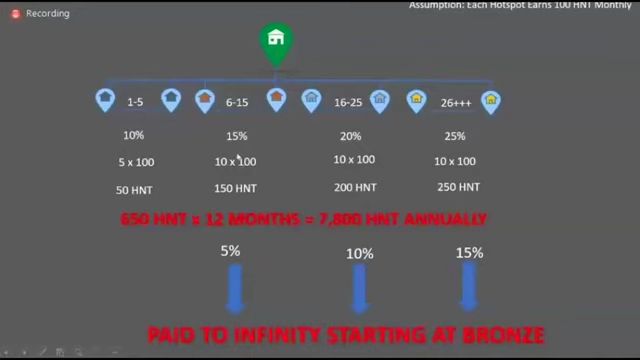 Recording
Assumption: Each Hotspot Earns 100 HNT Monthly
1-5 6-15 16-25 26+++
10% 15% 20% 25%
5 x 100 10 x 100 10 x 100 10 x 100
50 HNT 150 HNT 200 HNT 250 HNT
650 HNT x 12 MONTHS = 7,800 HNT ANNUALLY
5% 10% 15%
PAID TO INFINITY STARTING AT BRONZE